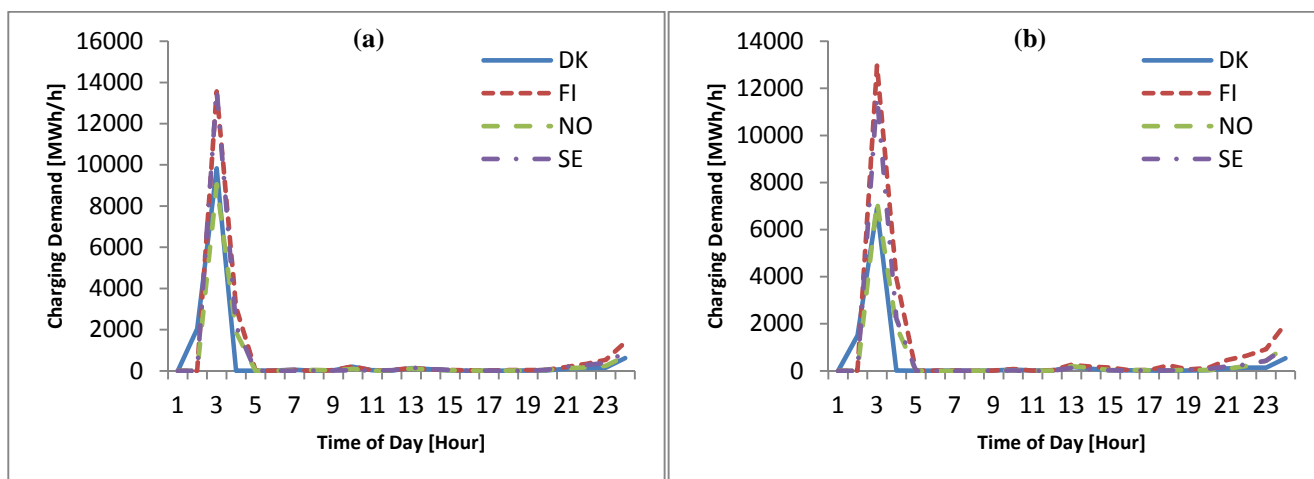 (a)
Charging Demand [MWh/h]
16000
14000
12000
10000
8000
6000
4000
2000
0
DK
FI
NO
SE
1 3 5 7 9 11 13 15 17 19 21 23
Time of Day [Hour]
(b)
Charging Demand [MWh/h]
14000
12000
10000
8000
6000
4000
2000
0
DK
FI
NO
SE
1 3 5 7 9 11 13 15 17 19 21 23
Time of Day [Hour]